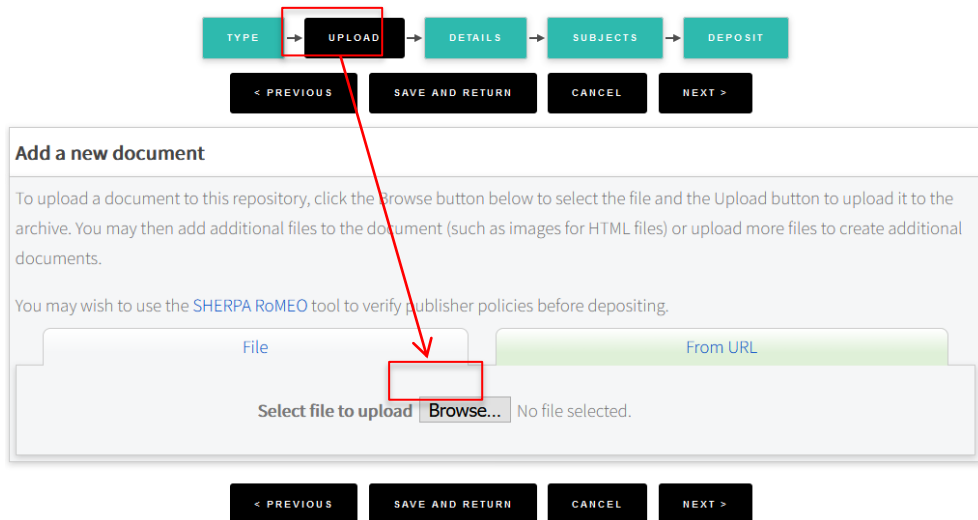 TYPE UPLOAD DETAILS SUBJECTS DEPOSIT
< PREVIOUS SAVE AND RETURN CANCEL NEXT >
Add a new document
To upload a document to this repository, click the Browse button below to select the file and the Upload button to upload it to the
archive. You may then add additional files to the document (such as images for HTML files) or upload more files to create additional
documents.
You may wish to use the SHERPA RoMEO tool to verify publisher policies before depositing.
File From URL
Select file to upload Browse... No file selected.
< PREVIOUS SAVE AND RETURN CANCEL NEXT >